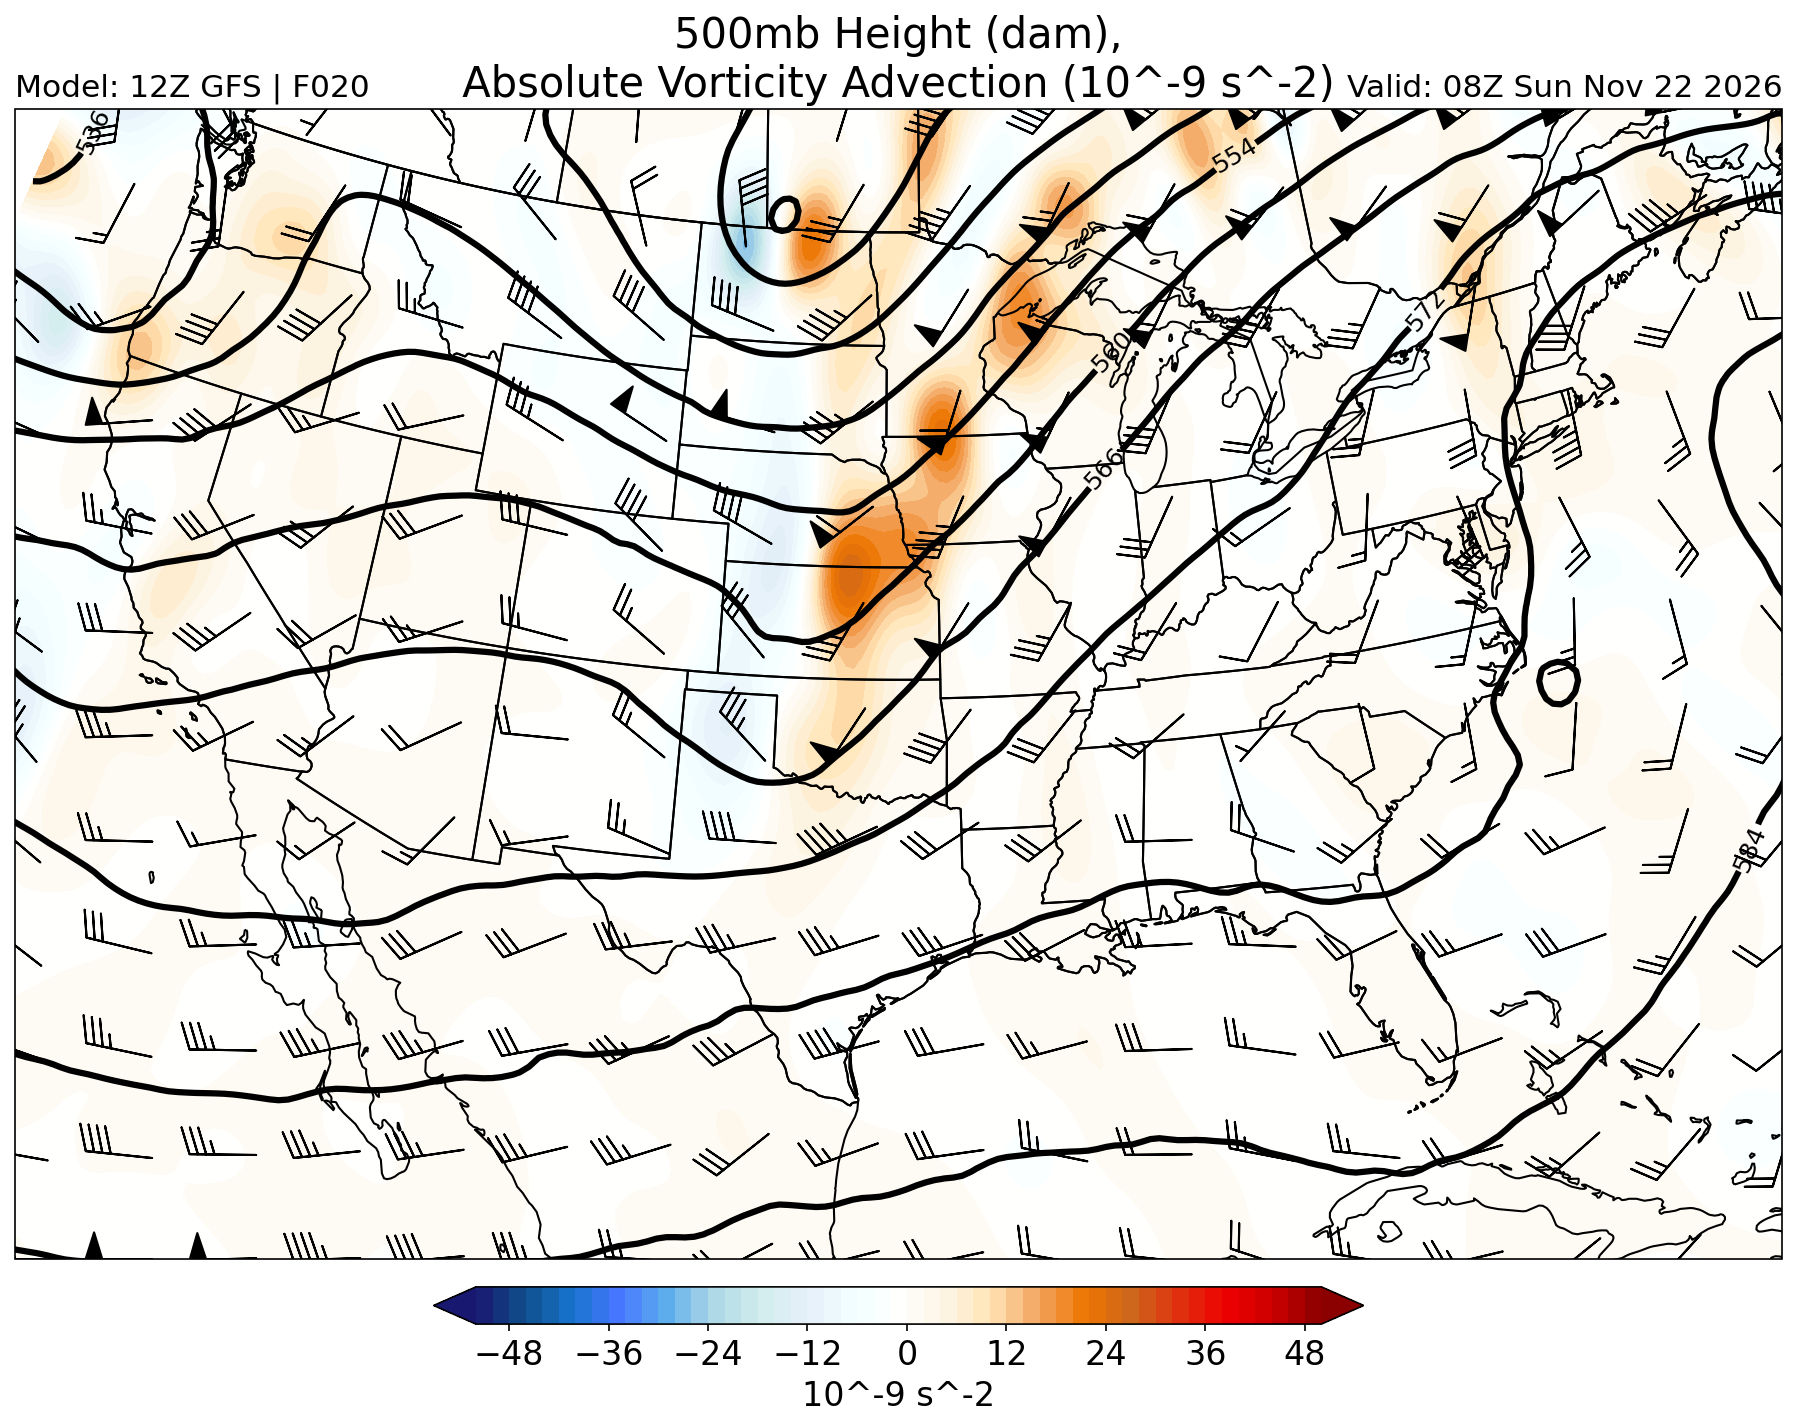 500mb Height (dam),
Model: 12Z GFS | F020
Absolute Vorticity Advection (10^-9 s^-2)
Valid: 08Z Sun Nov 22 2026
536
554
572
560
566
584
−48 −36 −24 −12 0 12 24 36 48
10^-9 s^-2